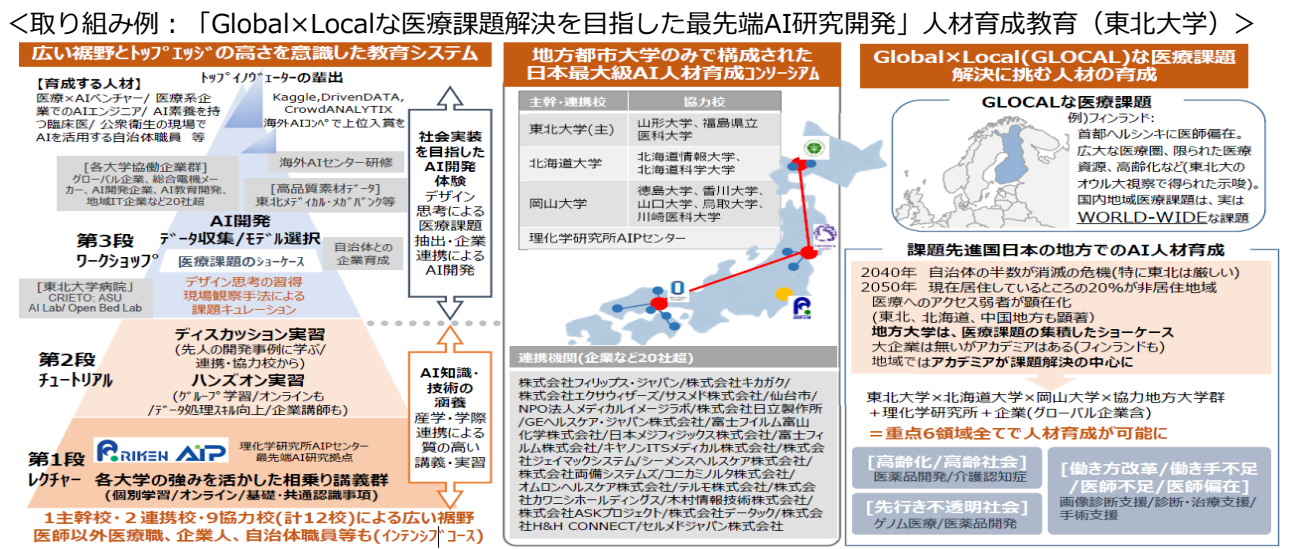 ＜取り組み例：「Global×Localな医療課題解決を目指した最先端AI研究開発」人材育成教育（東北大学）＞
広い裾野とﾄｯﾌﾟｴｯｼﾞの高さを意識した教育システム
【育成する人材】
医療×AIベンチャー/ 医療系企
業でのAIエンジニア/ AI素養を持
つ臨床医/ 公衆衛生の現場で
AIを活用する自治体職員　等
ﾄｯﾌﾟｲﾉｳﾞｪｰﾀｰの輩出
Kaggle,DrivenDATA,
CrowdANALYTIX
海外AIｺﾝﾍﾟで上位入賞を
[各大学協働企業群]
グローバル企業、総合電機メー
カー、AI開発企業、AI教育開発、
地域IT企業など20社超
海外AIセンター研修
[高品質素材データ]
東北ﾒﾃﾞｨｶﾙ･ﾒｶﾞﾊﾞﾝｸ等
第3段
ワークショップ
AI開発
ﾃﾞｰﾀ収集/ﾓﾃﾞﾙ選択
医療課題のｼｮｰｹｰｽ
自治体との
企業育成
[東北大学病院」
CRIETO: ASU
AI Lab/ Open Bed Lab
デザイン思考の習得
現場観察手法による
課題キュレーション
第2段
チュートリアル
ディスカッション実習
(先人の開発事例に学ぶ/
連携・協力校から)
ハンズオン実習
(ｸﾞﾙｰﾌﾟ学習/オンラインも
/ﾃﾞｰﾀ処理ｽｷﾙ向上/企業講師も)
第1段
レクチャー
RIKEN AIP
理化学研究所AIPセンター
最先端AI研究拠点
各大学の強みを活かした相乗り講義群
(個別学習/オンライン/基礎・共通認識事項)
1主幹校・2連携校・9協力校(計12校)による広い裾野
医師以外医療職、企業人、自治体職員等も(ｲﾝﾃﾝｼﾌﾞｺｰｽ)
社会実装
を目指した
AI開発
体験
デザイン
思考による
医療課題
抽出・企業
連携による
AI開発
AI知識・
技術の
涵養
産学・学際
連携による
質の高い
講義・実習
地方都市大学のみで構成された
日本最大級AI人材育成ｺﾝｿｰｼｱﾑ
主幹・連携校
協力校
東北大学(主)
山形大学、福島県立
医科大学
北海道大学
北海道情報大学、
北海道科学大学
岡山大学
徳島大学、香川大学、
山口大学、鳥取大学、
川崎医科大学
理化学研究所AIPセンター
連携機関(企業など20社超)
株式会社フィリップス・ジャパン/株式会社キカガク/
株式会社エクサウィザーズ/サスメド株式会社/仙台市/
NPO法人メディカルイメージラボ/株式会社日立製作所
/GEヘルスケア・ジャパン株式会社/富士フイルム富山
化学株式会社/日本メジフィジックス株式会社/富士フイ
ルム株式会社/キヤノンITSメディカル株式会社/株式会
社ジェイマックシステム/シーメンスヘルスケア株式会社/
株式会社両備システムズ/コニカミノルタ株式会社/
オムロンヘルスケア株式会社/テルモ株式会社/株式会
社カワニシホールディングス/木村情報技術株式会社/
株式会社ASKプロジェクト/株式会社データック/株式会
社H&H CONNECT/セルメドジャパン株式会社
Global×Local(GLOCAL)な医療課題
解決に挑む人材の育成
GLOCALな医療課題
例)フィンランド:
首都ヘルシンキに医師偏在。
広大な医療圏、限られた医療
資源、高齢化など(東北大の
オウル大視察で得られた示唆)。
国内地域医療課題は、実は
WORLD-WIDEな課題
課題先進国日本の地方でのAI人材育成
2040年　自治体の半数が消滅の危機(特に東北は厳しい)
2050年　現在居住しているところの20%が非居住地域
医療へのアクセス弱者が顕在化
(東北、北海道、中国地方も顕著)
地方大学は、医療課題の集積したショーケース
大企業は無いがアカデミアはある(フィンランドも)
地域ではアカデミアが課題解決の中心に
東北大学×北海道大学×岡山大学×協力地方大学群
＋理化学研究所＋企業(グローバル企業含)
＝重点6領域全てで人材育成が可能に
[高齢化/高齢社会]
医薬品開発/介護認知症
[先行き不透明社会]
ゲノム医療/医薬品開発
[働き方改革/働き手不足
/医師不足/医師偏在]
画像診断支援/診断・治療支援/
手術支援